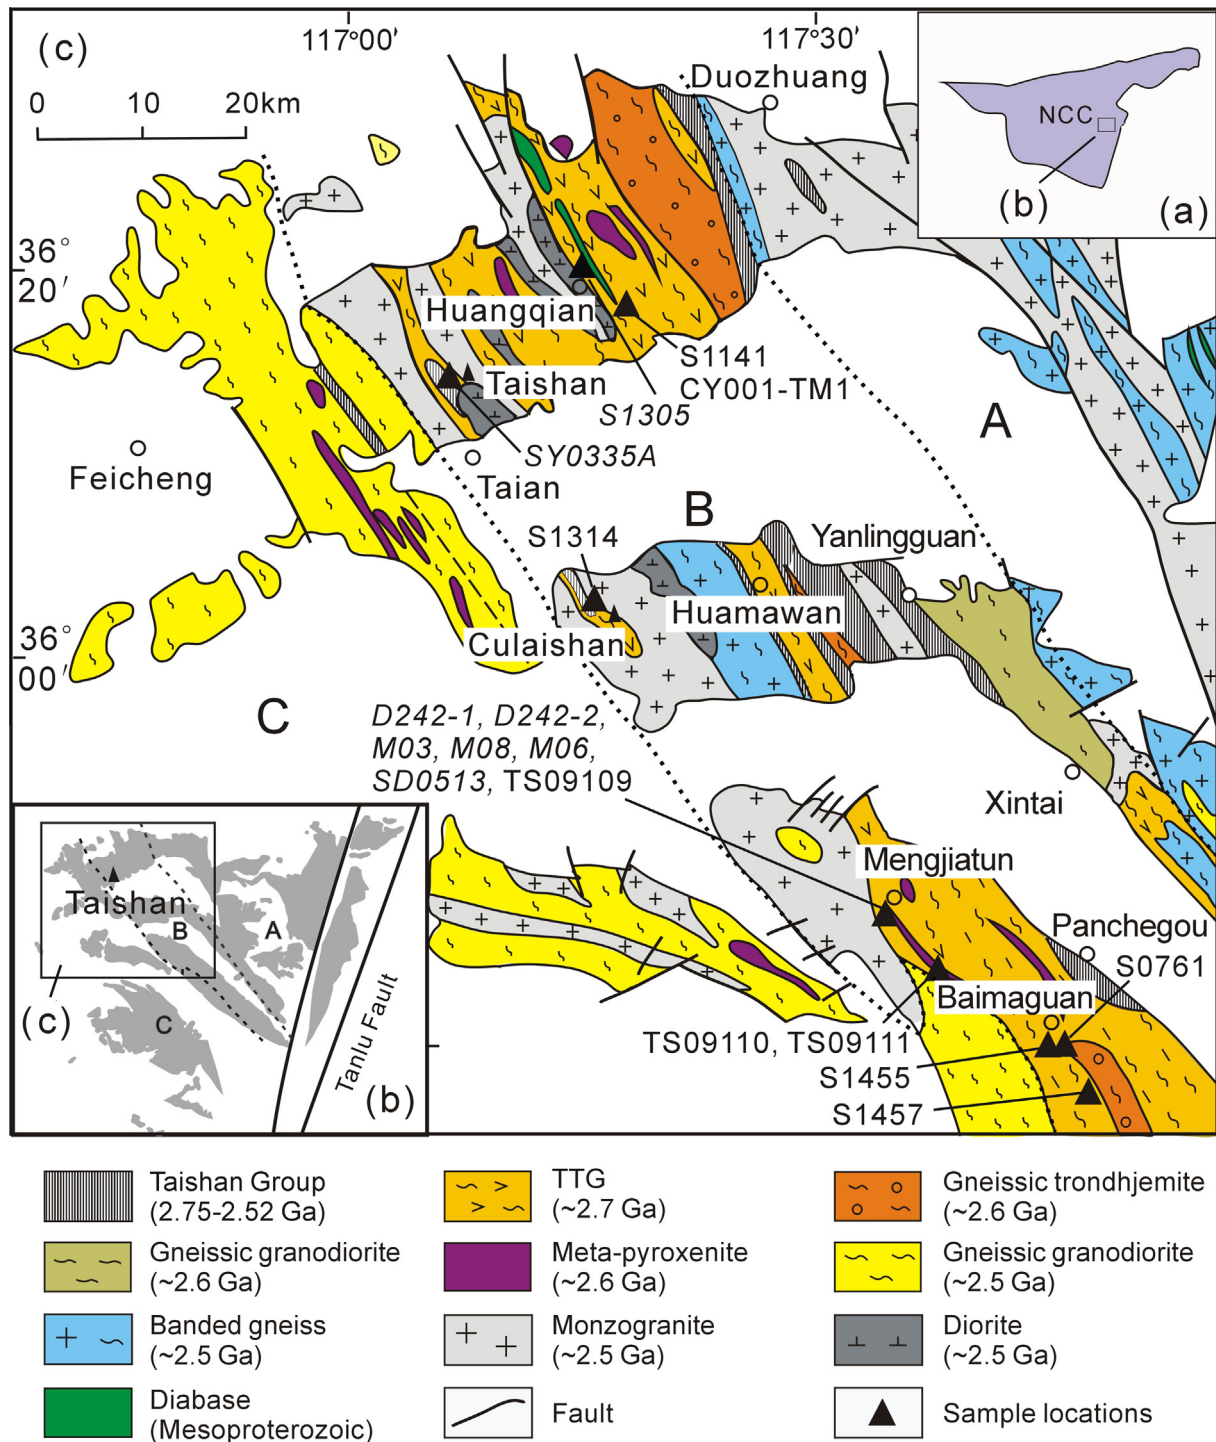 (c)
117°00′
117°30′
0 10 20km
Duozhuang
NCC
(b)
(a)
36°
20′
Huangqian
Taishan
S1141
CY001-TM1
S1305
SY0335A
A
Feicheng
Taian
B
S1314
Yanlingguan
Huamawan
Culaishan
36°
00′
C
D242-1, D242-2,
M03, M08, M06,
SD0513, TS09109
Xintai
Mengjiatun
Panchegou
S0761
Baimaguan
TS09110, TS09111
S1455
S1457
Taishan
B
A
C
(c)
Tanlu Fault
(b)
Taishan Group
(2.75-2.52 Ga)
TTG
(~2.7 Ga)
Gneissic trondhjemite
(~2.6 Ga)
Gneissic granodiorite
(~2.6 Ga)
Meta-pyroxenite
(~2.6 Ga)
Gneissic granodiorite
(~2.5 Ga)
Banded gneiss
(~2.5 Ga)
Monzogranite
(~2.5 Ga)
Diorite
(~2.5 Ga)
Diabase
(Mesoproterozoic)
Fault
Sample locations